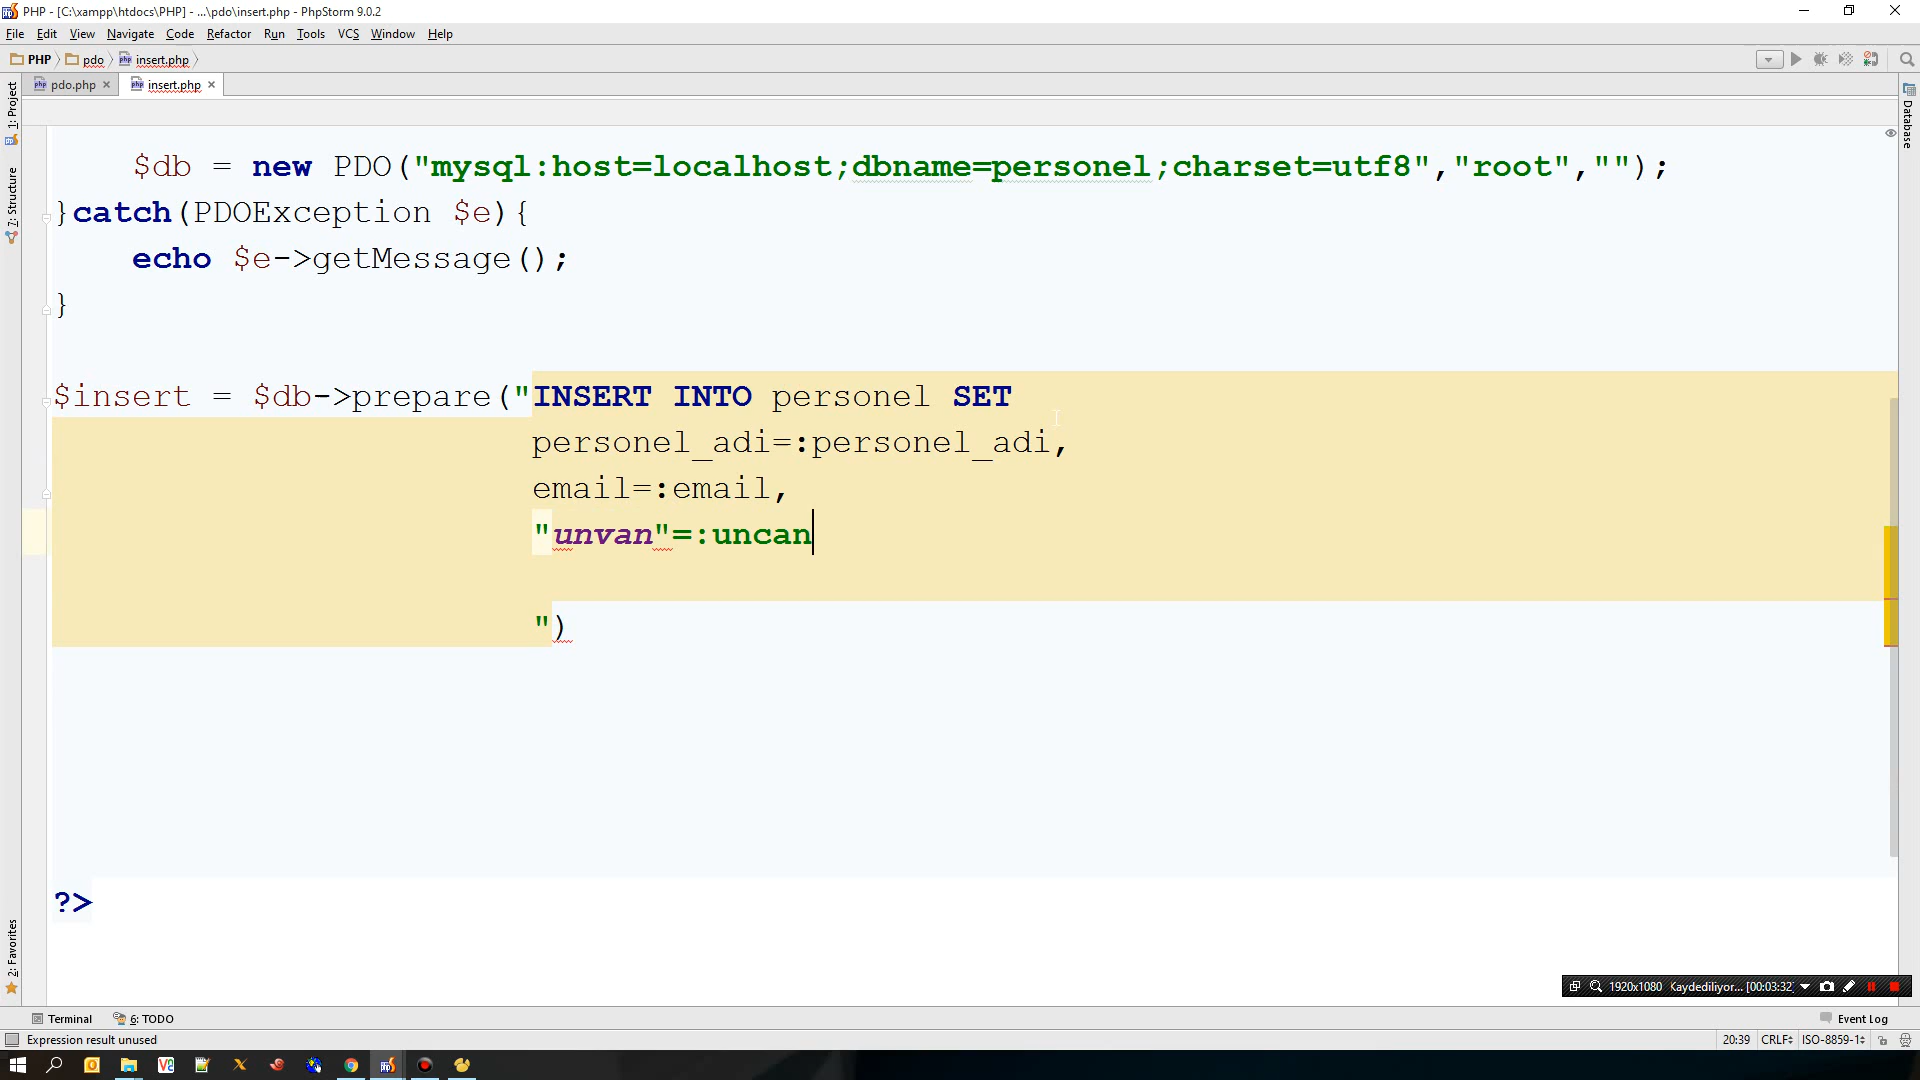 PHP - [C:\xampp\htdocs\PHP] - ...\pdo\insert.php - PhpStorm 9.0.2
File Edit View Navigate Code Refactor Run Tools VCS Window Help
PHP pdo insert.php
pdo.php insert.php
1: Project
7: Structure
2: Favorites
Database
$db = new PDO("mysql:host=localhost;dbname=personel;charset=utf8","root","");
}catch(PDOException $e){
echo $e->getMessage();
}
$insert = $db->prepare("INSERT INTO personel SET
personel_adi=:personel_adi,
email=:email,
"unvan"=:uncan
")
?>
1920x1080 Kaydediliyor... [00:03:32]
Terminal 6: TODO Event Log
Expression result unused 20:39 CRLF ISO-8859-1